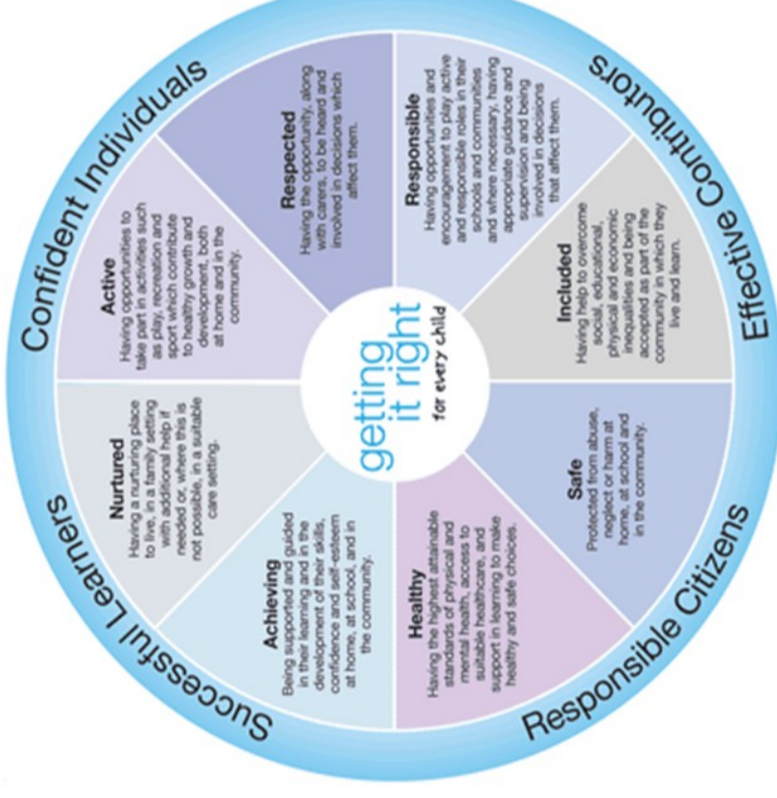 Successful Learners
Confident Individuals
Effective Contributors
Responsible Citizens
getting
it right
for every child
Safe
Protected from abuse,
neglect or harm at
home, at school and
in the community.
Healthy
Having the highest attainable
standards of physical and
mental health, access to
suitable healthcare, and
support in learning to make
healthy and safe choices.
Achieving
Being supported and guided
in their learning and in the
development of their skills,
confidence and self-esteem
at home, at school, and in
the community.
Nurtured
Having a nurturing place
to live, in a family setting
with additional help if
needed or, where this is
not possible, in a suitable
care setting.
Active
Having opportunities to
take part in activities such
as play, recreation and
sport which contribute
to healthy growth and
development, both
at home and in the
community.
Respected
Having the opportunity, along
with carers, to be heard and
involved in decisions which
affect them.
Responsible
Having opportunities and
encouragement to play active
and responsible roles in their
schools and communities
and where necessary, having
appropriate guidance and
supervision and being
involved in decisions
that affect them.
Included
Having help to overcome
social, educational,
physical and economic
inequalities and being
accepted as part of the
community in which they
live and learn.